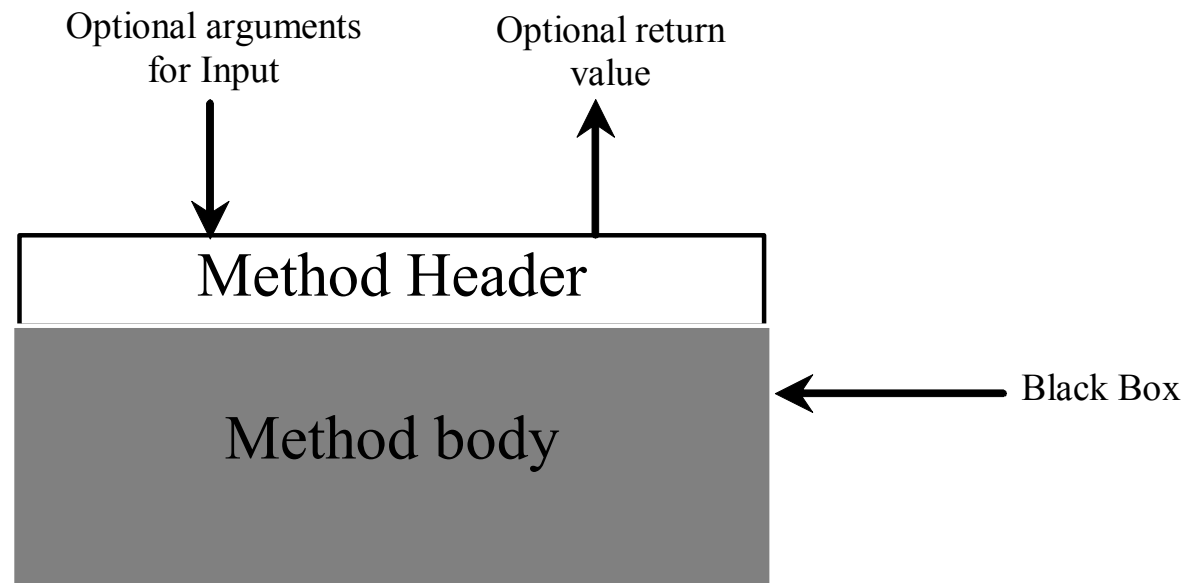 Optional arguments
for Input
Optional return
value
Method Header
Black Box
Method body